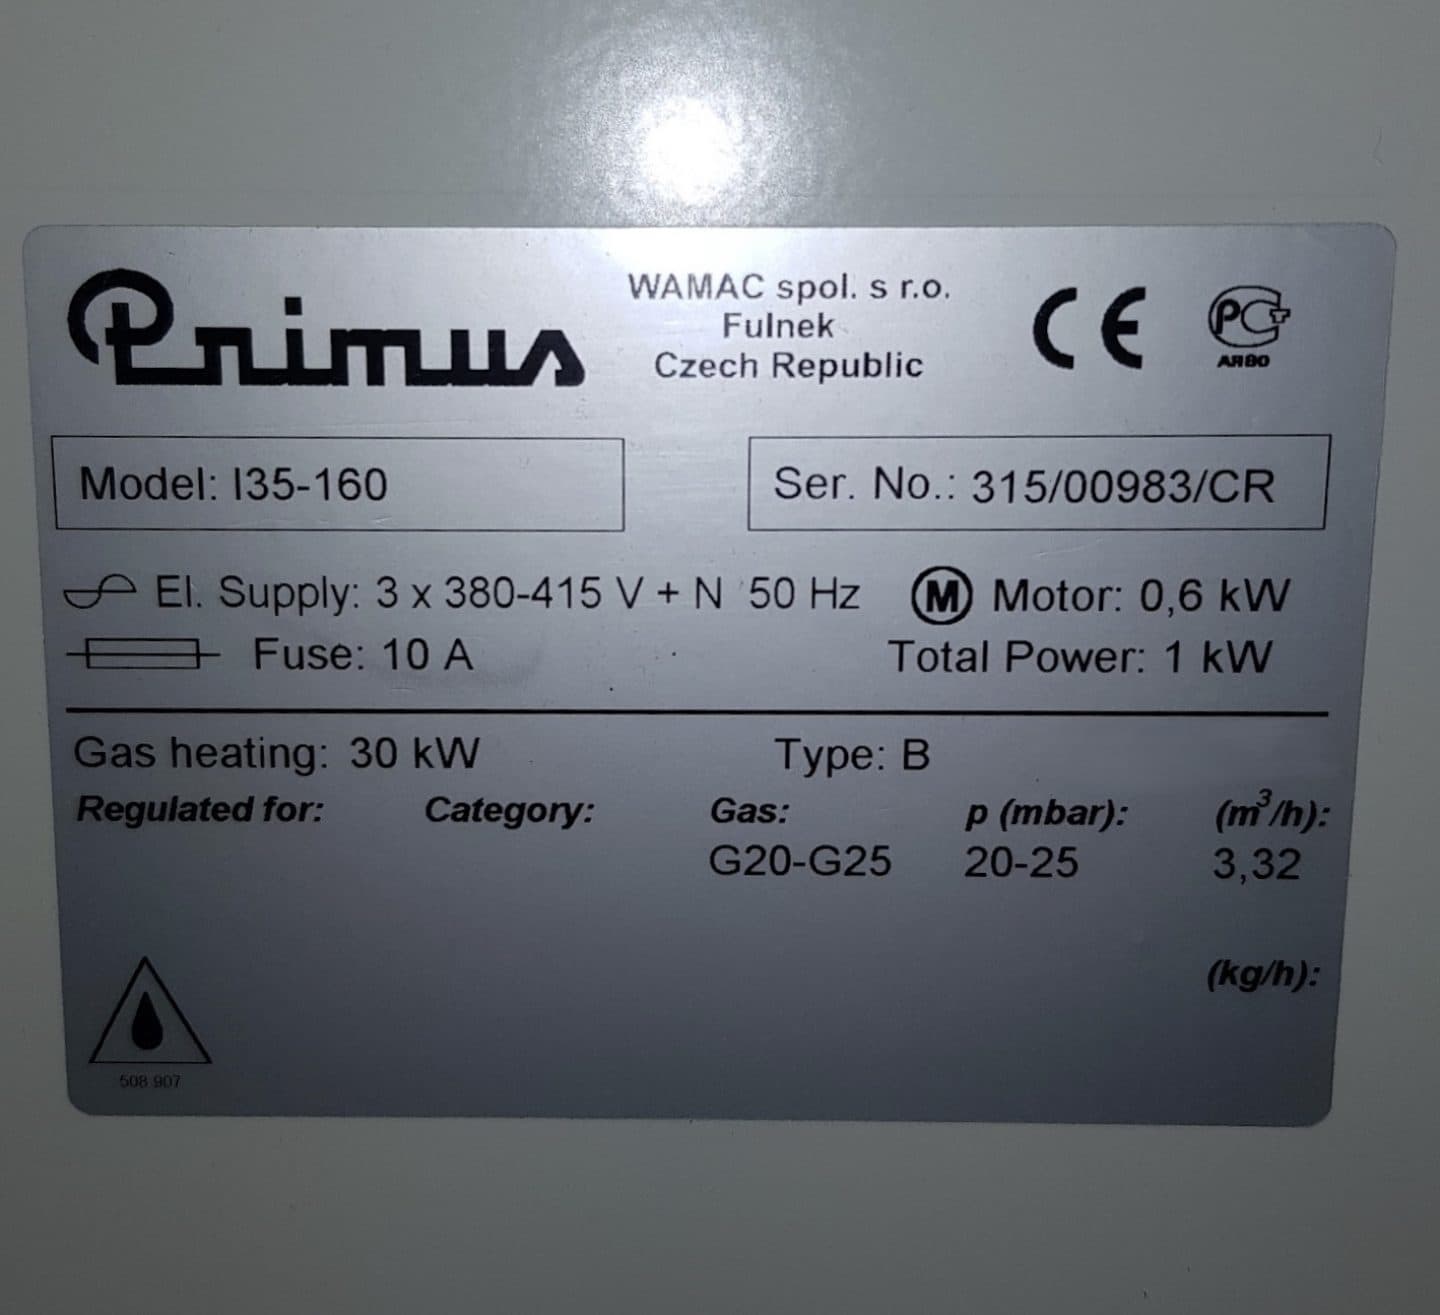 Primus
WAMAC spol. s r.o.
Fulnek
Czech Republic
CE
PCT
AR80
Model: I35-160
Ser. No.: 315/00983/CR
El. Supply: 3 x 380-415 V + N 50 Hz
M Motor: 0,6 kW
Fuse: 10 A
Total Power: 1 kW
Gas heating: 30 kW
Type: B
Regulated for: Category: Gas: p (mbar): (m³/h):
G20-G25 20-25 3,32
(kg/h):
508 907